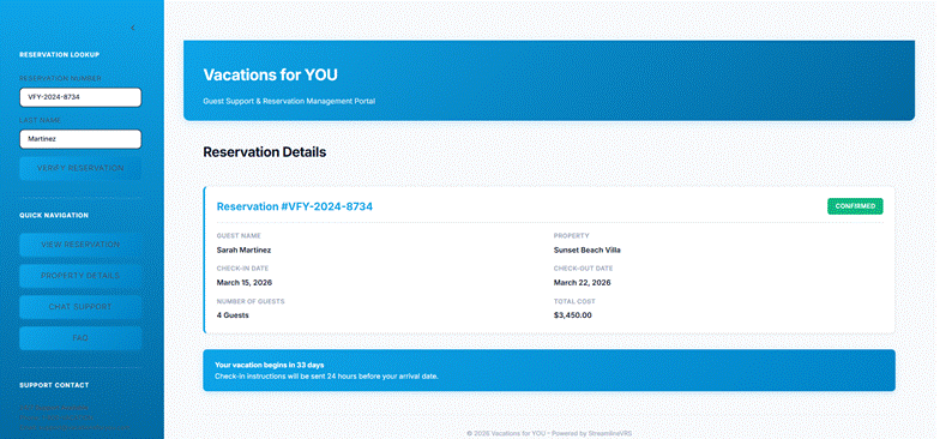 RESERVATION LOOKUP
RESERVATION NUMBER
VFY-2024-8734
LAST NAME
Martinez
VERIFY RESERVATION
QUICK NAVIGATION
VIEW RESERVATION
PROPERTY DETAILS
CHAT SUPPORT
FAQ
SUPPORT CONTACT
Vacations for YOU
Guest Support & Reservation Management Portal
Reservation Details
Reservation #VFY-2024-8734
CONFIRMED
GUEST NAME
PROPERTY
Sarah Martinez
Sunset Beach Villa
CHECK-IN DATE
CHECK-OUT DATE
March 15, 2026
March 22, 2026
NUMBER OF GUESTS
TOTAL COST
4 Guests
$3,450.00
Your vacation begins in 33 days
Check-in instructions will be sent 24 hours before your arrival date.
© 2026 Vacations for YOU • Powered by StreamlineVRS